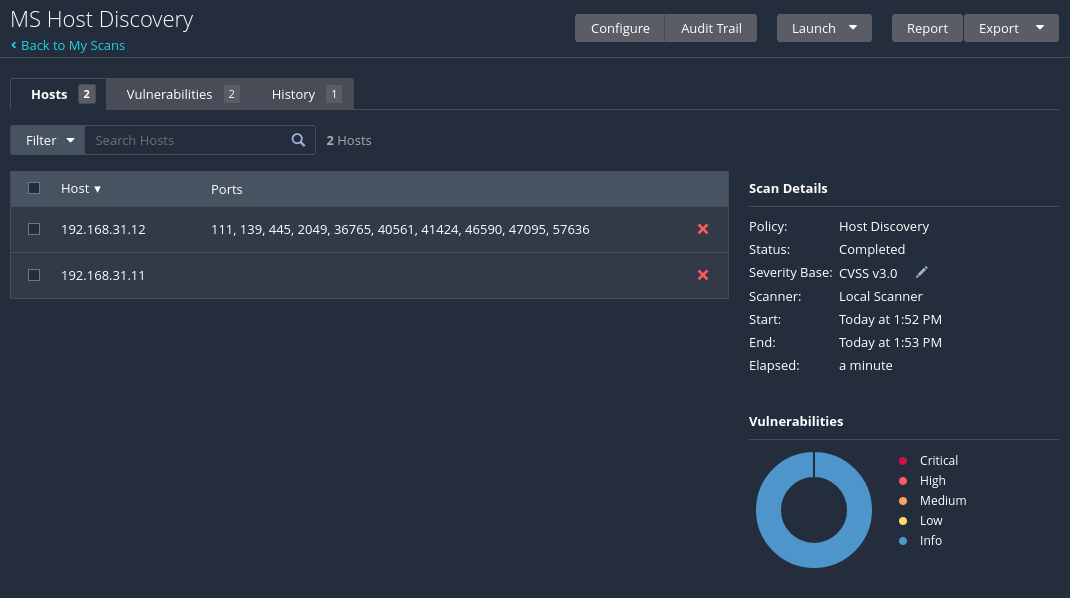 MS Host Discovery
Back to My Scans
Configure Audit Trail Launch Report Export
Hosts 2 Vulnerabilities 2 History 1
Filter Search Hosts 2 Hosts
Host Ports
192.168.31.12 111, 139, 445, 2049, 36765, 40561, 41424, 46590, 47095, 57636
192.168.31.11
Scan Details
Policy: Host Discovery
Status: Completed
Severity Base: CVSS v3.0
Scanner: Local Scanner
Start: Today at 1:52 PM
End: Today at 1:53 PM
Elapsed: a minute
Vulnerabilities
Critical
High
Medium
Low
Info